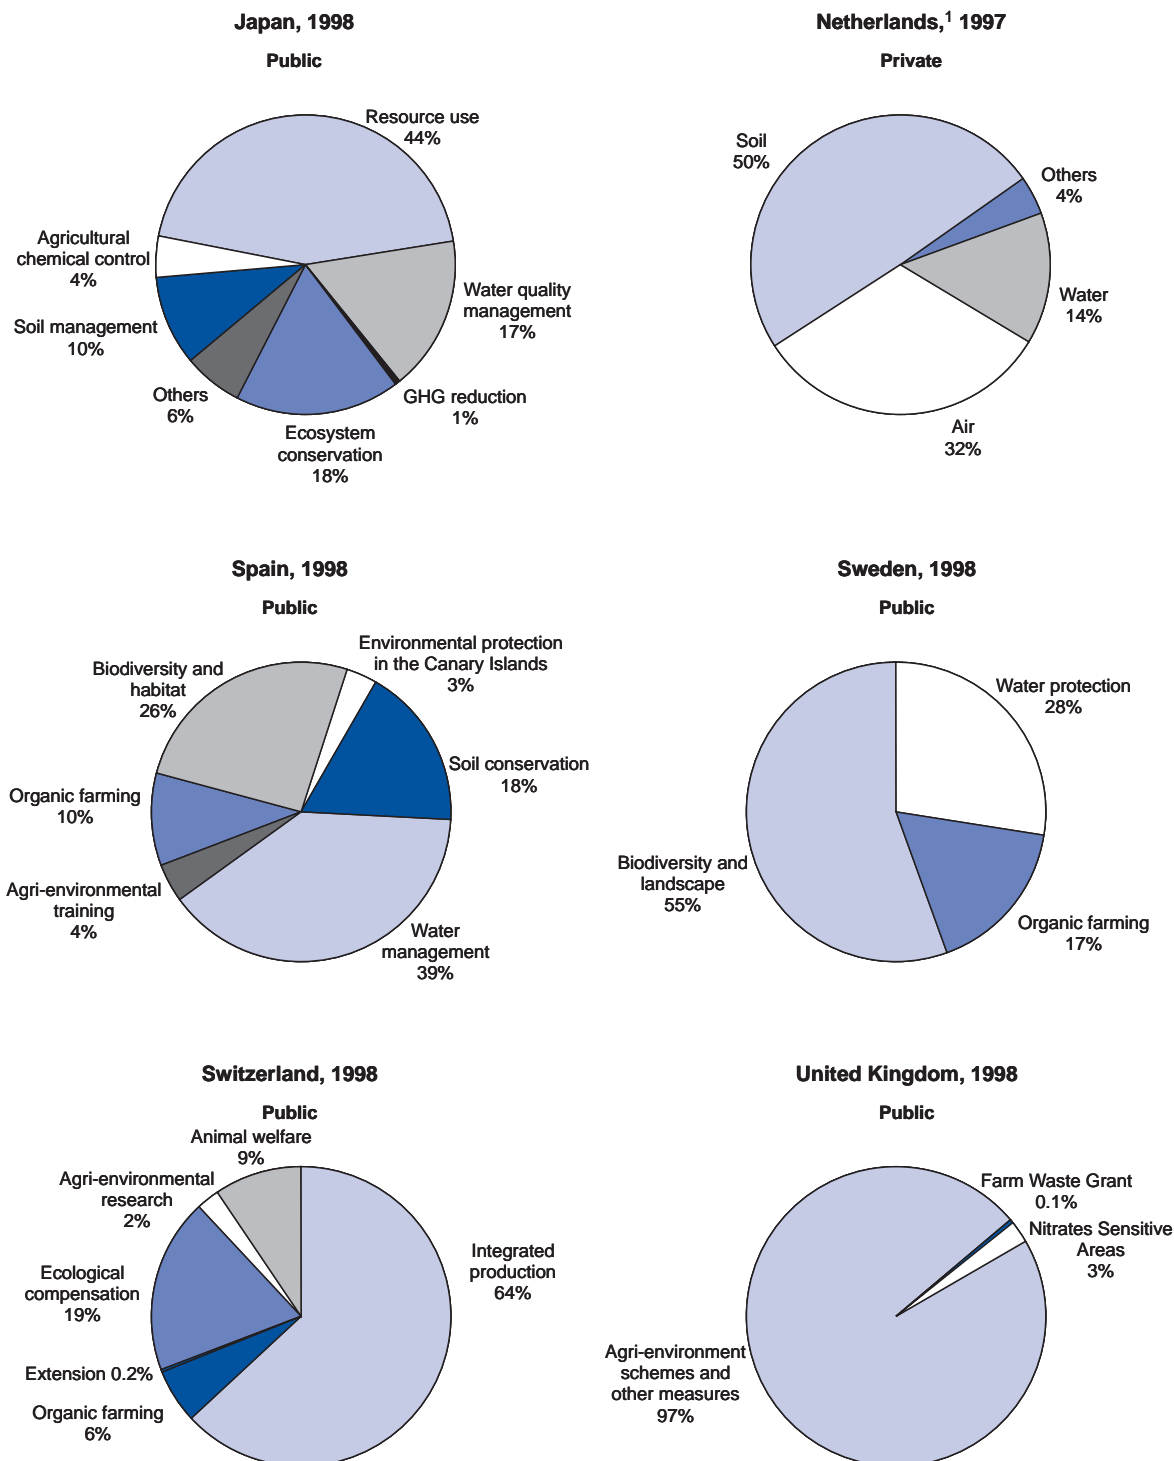 Japan, 1998
Public
Resource use
44%
Agricultural
chemical control
4%
Water quality
management
17%
Soil management
10%
Others
6%
GHG reduction
1%
Ecosystem
conservation
18%
Netherlands,1 1997
Private
Soil
50%
Others
4%
Water
14%
Air
32%
Spain, 1998
Public
Environmental protection
in the Canary Islands
3%
Biodiversity and
habitat
26%
Soil conservation
18%
Organic farming
10%
Agri-environmental
training
4%
Water
management
39%
Sweden, 1998
Public
Water protection
28%
Biodiversity and
landscape
55%
Organic farming
17%
Switzerland, 1998
Public
Animal welfare
9%
Agri-environmental
research
2%
Integrated
production
64%
Ecological
compensation
19%
Extension 0.2%
Organic farming
6%
United Kingdom, 1998
Public
Farm Waste Grant
0.1%
Nitrates Sensitive
Areas
3%
Agri-environment
schemes and
other measures
97%